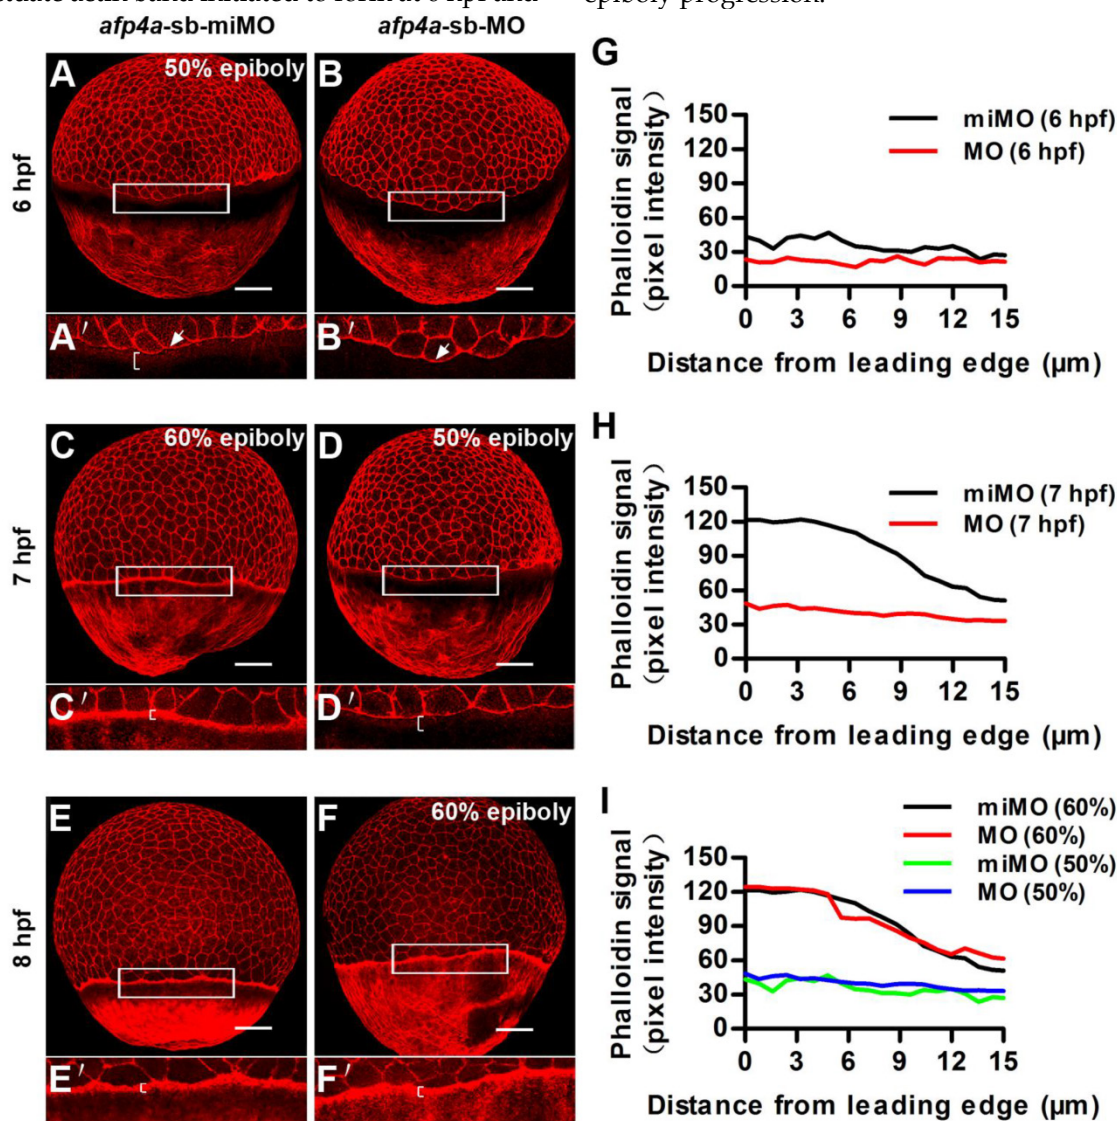 epiboly progression.
afp4a-sb-miMO
afp4a-sb-MO
6 hpf
A
50% epiboly
B
A'
B'
7 hpf
C
60% epiboly
D
50% epiboly
C'
D'
8 hpf
E
F
60% epiboly
E'
F'
G
Phalloidin signal
(pixel intensity)
150
120
90
60
30
0
miMO (6 hpf)
MO (6 hpf)
0 3 6 9 12 15
Distance from leading edge (µm)
H
Phalloidin signal
(pixel intensity)
150
120
90
60
30
0
miMO (7 hpf)
MO (7 hpf)
0 3 6 9 12 15
Distance from leading edge (µm)
I
Phalloidin signal
(pixel intensity)
150
120
90
60
30
0
miMO (60%)
MO (60%)
miMO (50%)
MO (50%)
0 3 6 9 12 15
Distance from leading edge (µm)